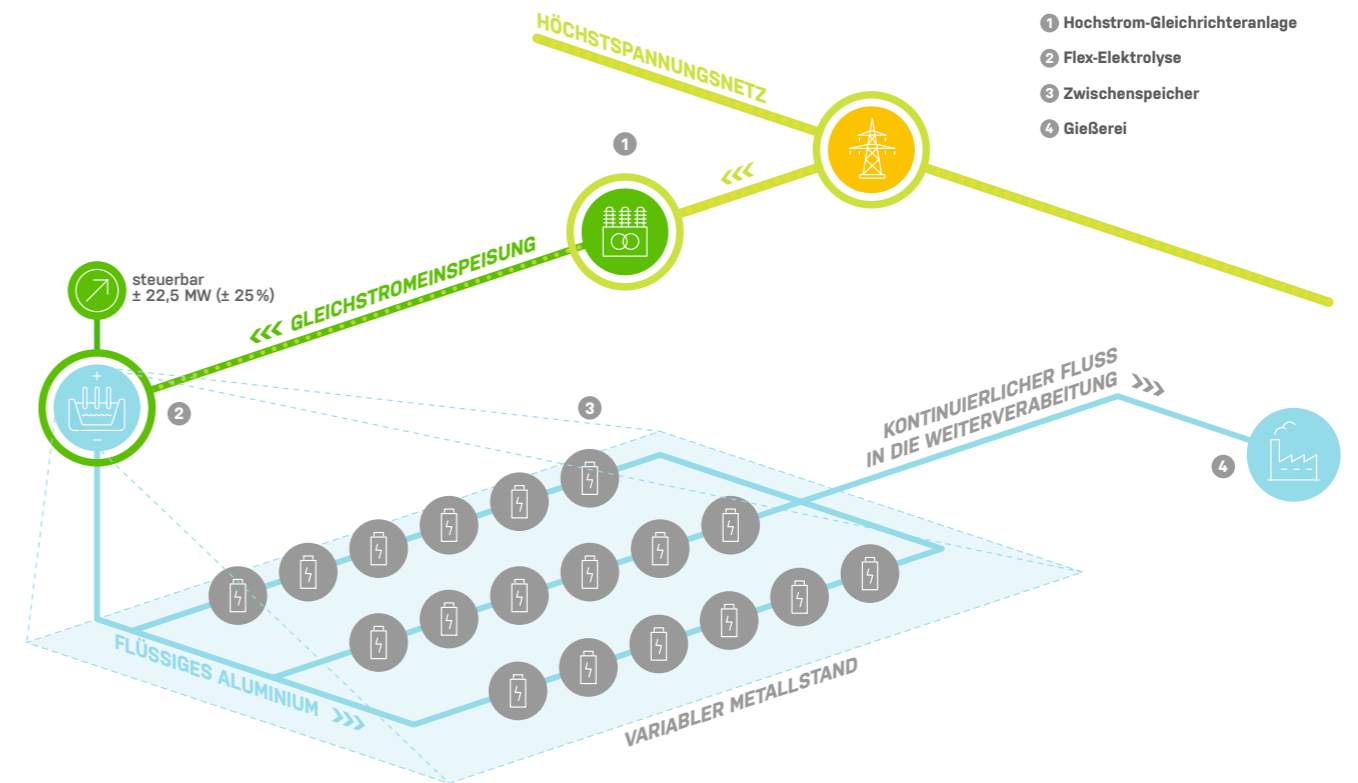 HÖCHSTSPANNUNGSNETZ
1 Hochstrom-Gleichrichteranlage
2 Flex-Elektrolyse
3 Zwischenspeicher
4 Gießerei
1
GLEICHSTROMEINSPEISUNG
steuerbar
± 22,5 MW (± 25%)
+
−
2
3
KONTINUIERLICHER FLUSS
IN DIE WEITERVERABEITUNG
4
FLÜSSIGES ALUMINIUM
VARIABLER METALLSTAND